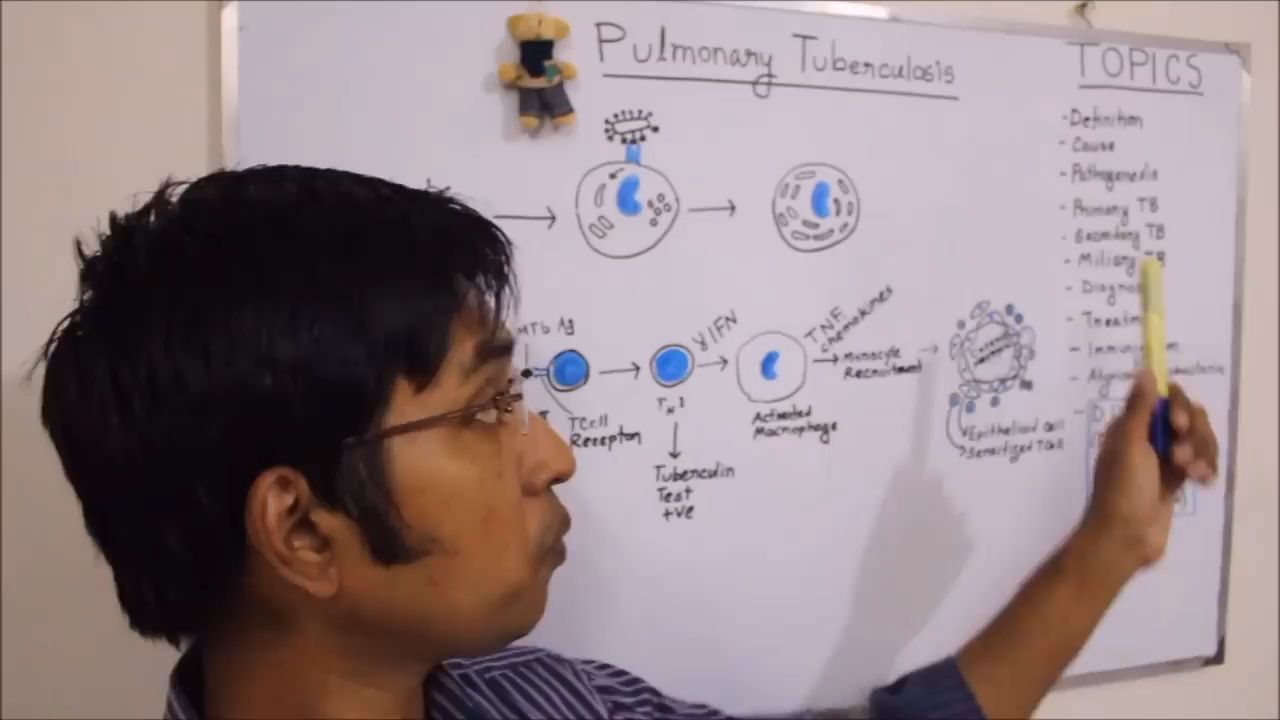 Pulmonary Tuberculosis
TOPICS
- Definition
- Cause
- Pathogenesis
- Primary TB
- Secondary TB
- Miliary TB
MTb Ag
T Cell
Receptor
TH1
Tuberculin
Test
+ve
γIFN
Activated
Macrophage
TNF,
chemokines
Monocyte
Recruitment
Epithelioid Cell
Sensitized T Cell